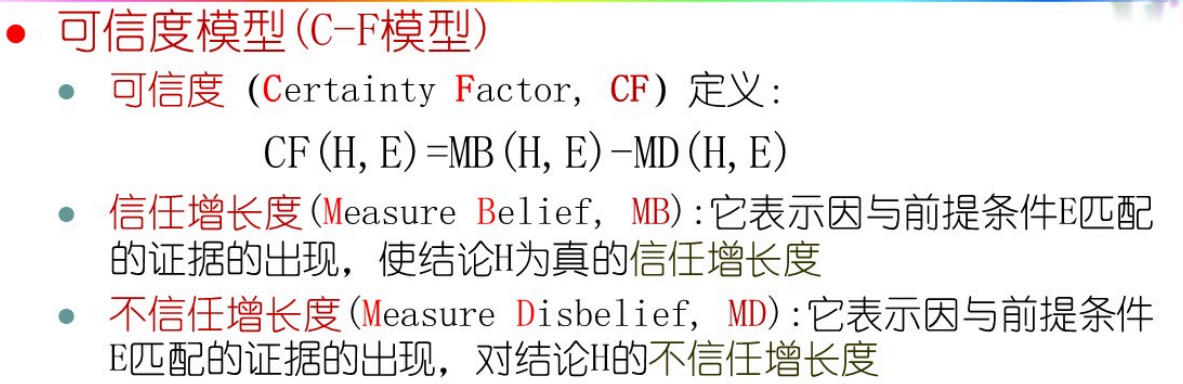 可信度模型(C-F模型)
可信度 (Certainty Factor, CF) 定义:
CF(H,E)=MB(H,E)-MD(H,E)
信任增长度(Measure Belief, MB):它表示因与前提条件E匹配
的证据的出现，使结论H为真的信任增长度
不信任增长度(Measure Disbelief, MD):它表示因与前提条件
E匹配的证据的出现，对结论H的不信任增长度